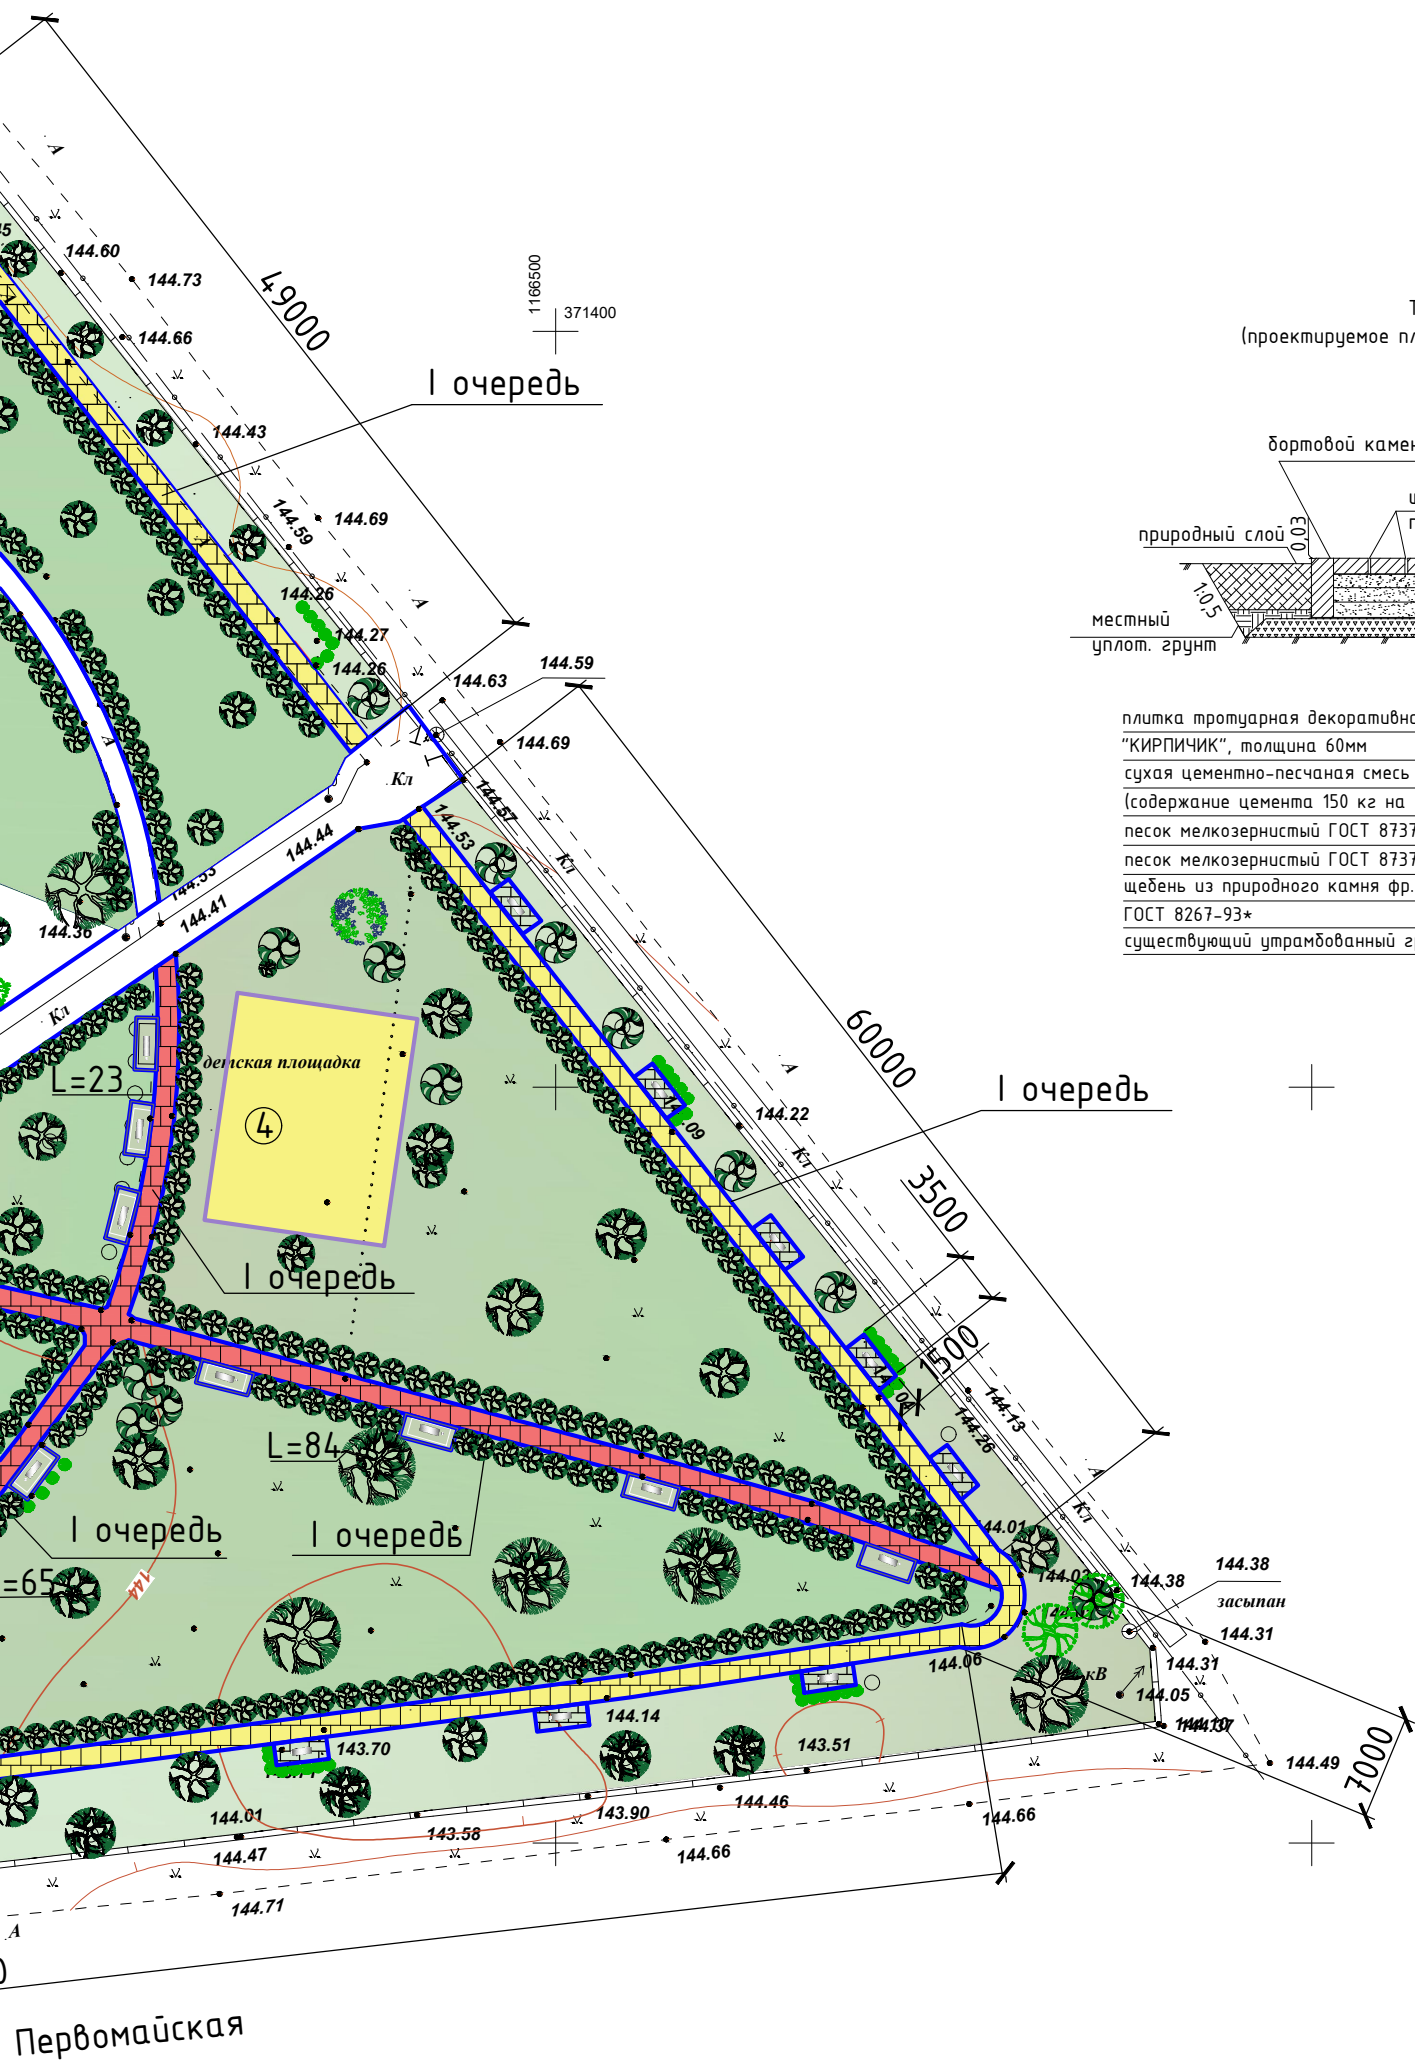 144.60
144.73
144.66
49000
1166500
371400
I очередь
144.43
144.59
144.69
144.26
144.27
144.26
144.59
144.63
144.69
Кл
144.57
144.53
144.44
144.41
144.36
Кл
Кл
детская площадка
4
L=23
I очередь
60000
I очередь
144.22
Кл
3500
1500
144.13
144.26
L=84
I очередь
I очередь
=65
144
144.01
Кл
144.38
144.38
засыпан
144.31
144.31
144.05
кВ
144.06
144.49
7000
144.14
143.70
143.51
144.01
144.47
143.58
143.90
144.46
144.66
144.66
144.71
А
Первомайская
(проектируемое
природный слой
0,03
1:0.5
местный
уплот. грунт
плитка тротуарная
"КИРПИЧИК", толщина 60мм
сухая цементно-песчаная смесь
(содержание цемента 150 кг на
песок мелкозернистый ГОСТ 8737
песок мелкозернистый ГОСТ 8737
щебень из природного камня фр.
ГОСТ 8267-93*
существующий утрамбованный